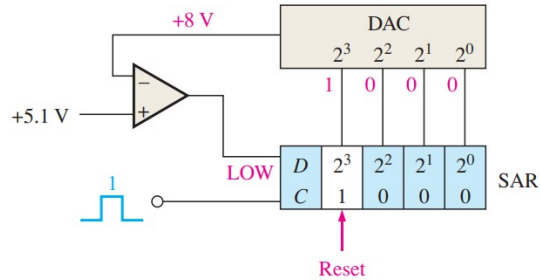 +8 V
DAC
2³ 2² 2¹ 2⁰
1 0 0 0
−
+
+5.1 V
LOW
D 2³ 2² 2¹ 2⁰
C 1 0 0 0
SAR
1
Reset